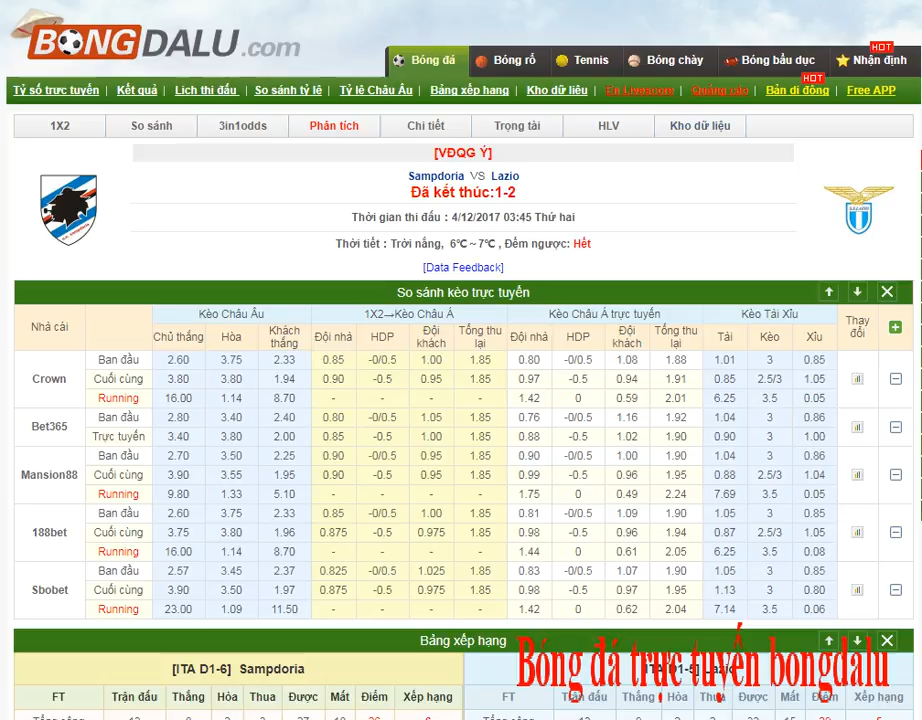 BONGDALU.com
Bóng đá Bóng rổ Tennis Bóng chày Bóng bầu dục HOT Nhận định
Tỷ số trực tuyến | Kết quả | Lịch thi đấu | So sánh tỷ lệ | Tỷ lệ Châu Âu | Bảng xếp hạng | Kho dữ liệu | En Livescore | Quảng cáo | HOT Bản di động | Free APP
1X2 So sánh 3in1odds Phân tích Chi tiết Trọng tài HLV Kho dữ liệu
[VĐQG Ý]
Sampdoria VS Lazio
Đã kết thúc:1-2
Thời gian thi đấu : 4/12/2017 03:45 Thứ hai
Thời tiết : Trời nắng, 6℃～7℃ , Đếm ngược: Hết
[Data Feedback]
So sánh kèo trực tuyến
Nhà cái Kèo Châu Âu 1X2→Kèo Châu Á Kèo Châu Á trực tuyến Kèo Tài Xỉu Thay đổi
Chủ thắng Hòa Khách thắng Đội nhà HDP Đội khách Tổng thu lại Đội nhà HDP Đội khách Tổng thu lại Tài Kèo Xỉu
Ban đầu 2.60 3.75 2.33 0.85 -0/0.5 1.00 1.85 0.80 -0/0.5 1.08 1.88 1.01 3 0.85
Crown Cuối cùng 3.80 3.80 1.94 0.90 -0.5 0.95 1.85 0.97 -0.5 0.94 1.91 0.85 2.5/3 1.05
Running 16.00 1.14 8.70 - - - - 1.42 0 0.59 2.01 6.25 3.5 0.05
Bet365 Ban đầu 2.80 3.40 2.40 0.80 -0/0.5 1.05 1.85 0.76 -0/0.5 1.16 1.92 1.04 3 0.86
Trực tuyến 3.40 3.80 2.00 0.85 -0.5 1.00 1.85 0.88 -0.5 1.02 1.90 0.90 3 1.00
Ban đầu 2.70 3.50 2.25 0.90 -0/0.5 0.95 1.85 0.90 -0/0.5 1.00 1.90 1.04 3 0.86
Mansion88 Cuối cùng 3.90 3.55 1.95 0.90 -0.5 0.95 1.85 0.99 -0.5 0.96 1.95 0.88 2.5/3 1.04
Running 9.80 1.33 5.10 - - - - 1.75 0 0.49 2.24 7.69 3.5 0.05
Ban đầu 2.60 3.75 2.33 0.85 -0/0.5 1.00 1.85 0.81 -0/0.5 1.09 1.90 1.05 3 0.85
188bet Cuối cùng 3.75 3.80 1.96 0.875 -0.5 0.975 1.85 0.98 -0.5 0.96 1.94 0.87 2.5/3 1.03
Running 16.00 1.14 8.70 - - - - 1.44 0 0.61 2.05 6.25 3.5 0.08
Ban đầu 2.57 3.45 2.37 0.825 -0/0.5 1.025 1.85 0.83 -0/0.5 1.07 1.90 1.05 3 0.85
Sbobet Cuối cùng 3.90 3.50 1.97 0.875 -0.5 0.975 1.85 0.98 -0.5 0.97 1.95 1.13 3 0.80
Running 23.00 1.09 11.50 - - - - 1.42 0 0.62 2.04 7.14 3.5 0.06
Bảng xếp hạng
[ITA D1-6] Sampdoria
Bóng đá trực tuyến bongdalu
FT Trận đấu Thắng Hòa Thua Được Mất Điểm Xếp hạng FT Trận đấu Thắng Hòa Thua Được Mất Điểm Xếp hạng